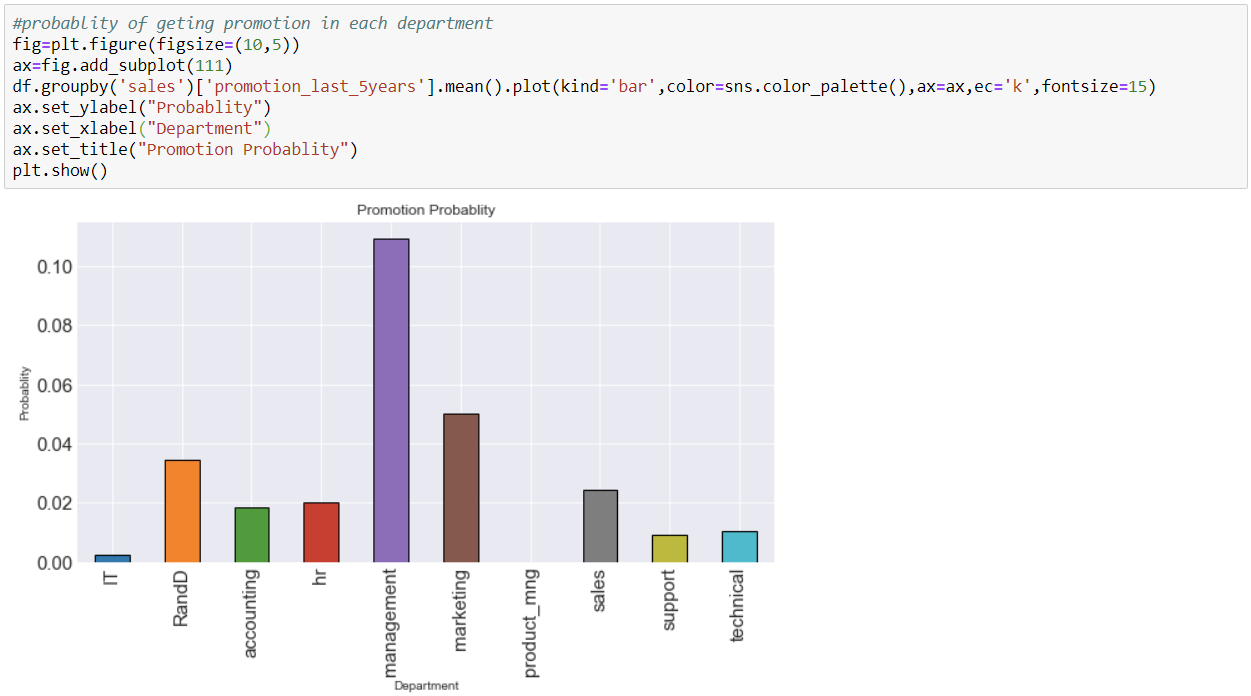 #probablity of geting promotion in each department
fig=plt.figure(figsize=(10,5))
ax=fig.add_subplot(111)
df.groupby('sales')['promotion_last_5years'].mean().plot(kind='bar',color=sns.color_palette(),ax=ax,ec='k',fontsize=15)
ax.set_ylabel("Probablity")
ax.set_xlabel("Department")
ax.set_title("Promotion Probablity")
plt.show()
Promotion Probablity
0.10
0.08
0.06
0.04
0.02
0.00
Probablity
IT
RandD
accounting
hr
management
marketing
product_mng
sales
support
technical
Department